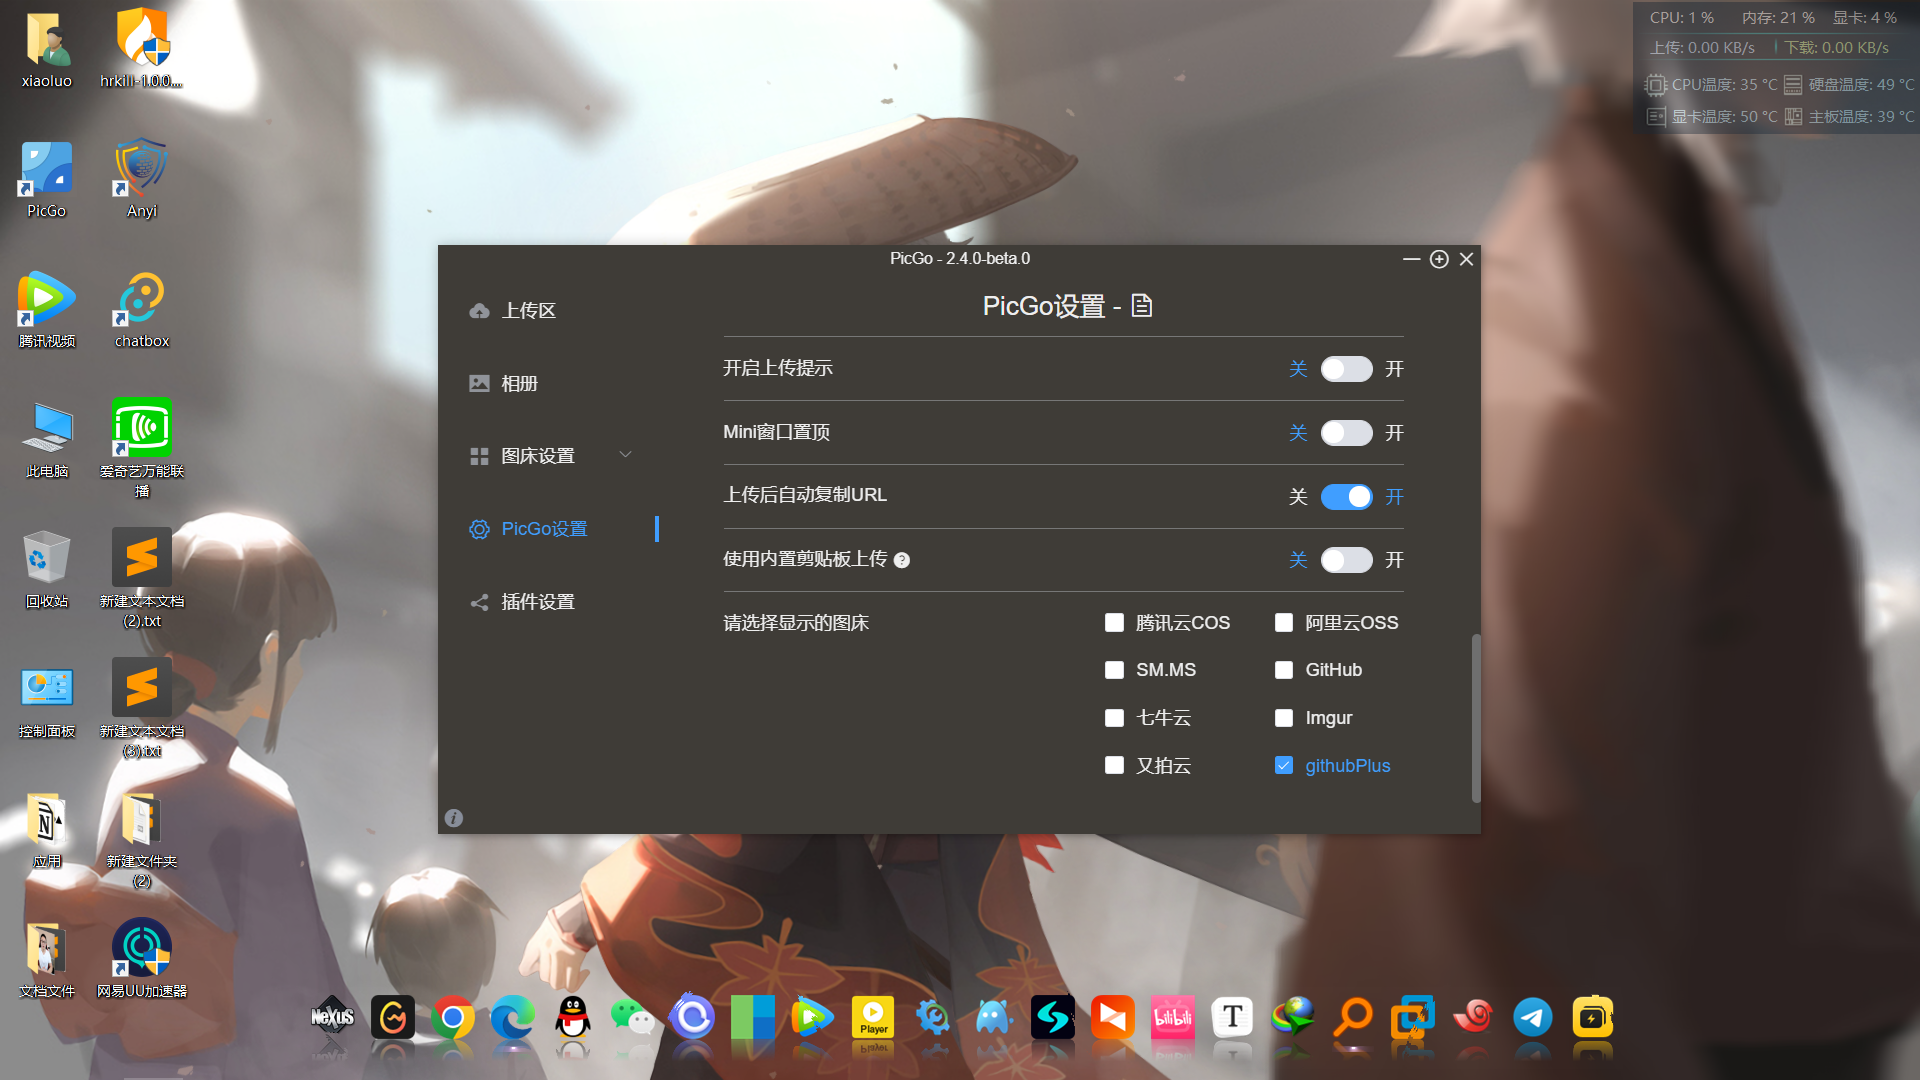 xiaoluo
hrkill-1.0.0....
CPU: 1 %
内存: 21 %
显卡: 4 %
上传: 0.00 KB/s
下载: 0.00 KB/s
CPU温度: 35 °C
硬盘温度: 49 °C
显卡温度: 50 °C
主板温度: 39 °C
PicGo
Anyi
腾讯视频
chatbox
此电脑
爱奇艺万能联
播
回收站
新建文本文档
(2).txt
控制面板
新建文本文档
(3).txt
应用
新建文件夹
(2)
文档文件
网易UU加速器
PicGo - 2.4.0-beta.0
上传区
相册
图床设置
PicGo设置
插件设置
PicGo设置 -
开启上传提示
关
开
Mini窗口置顶
关
开
上传后自动复制URL
关
开
使用内置剪贴板上传
?
关
开
请选择显示的图床
腾讯云COS
阿里云OSS
SM.MS
GitHub
七牛云
Imgur
又拍云
githubPlus
i
NeXuS
Player
bilibili
T